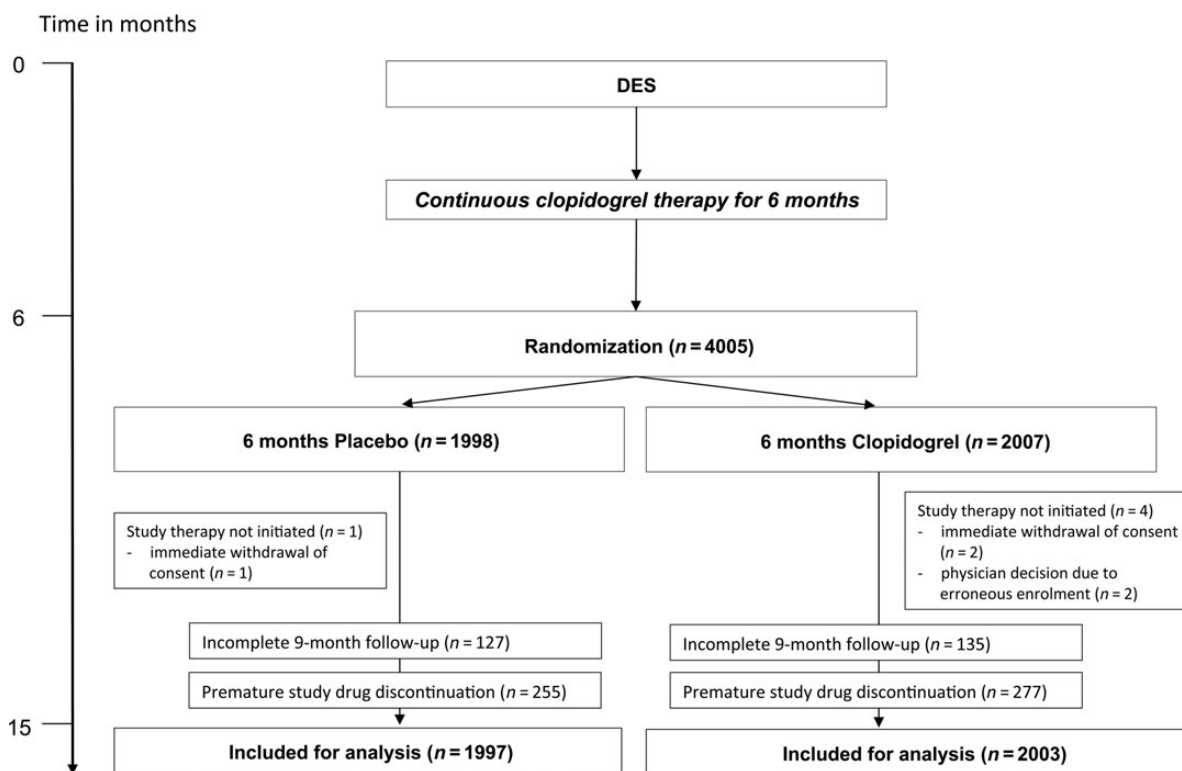 Time in months
0
DES
Continuous clopidogrel therapy for 6 months
6
Randomization (n = 4005)
6 months Placebo (n = 1998)
6 months Clopidogrel (n = 2007)
Study therapy not initiated (n = 1)
- immediate withdrawal of
consent (n = 1)
Study therapy not initiated (n = 4)
- immediate withdrawal of consent
(n = 2)
- physician decision due to
erroneous enrolment (n = 2)
Incomplete 9-month follow-up (n = 127)
Incomplete 9-month follow-up (n = 135)
Premature study drug discontinuation (n = 255)
Premature study drug discontinuation (n = 277)
15
Included for analysis (n = 1997)
Included for analysis (n = 2003)